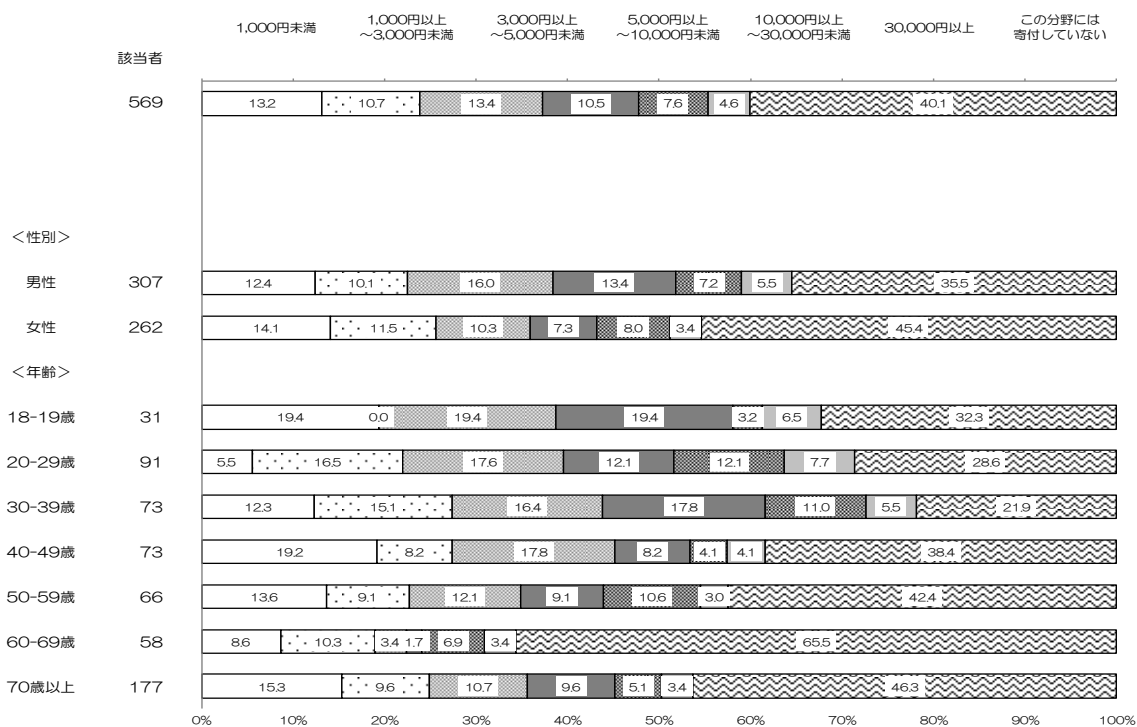 1,000円未満
1,000円以上
～3,000円未満
3,000円以上
～5,000円未満
5,000円以上
～10,000円未満
10,000円以上
～30,000円未満
30,000円以上
この分野には
寄付していない
該当者
569 13.2 10.7 13.4 10.5 7.6 4.6 40.1
＜性別＞
男性 307 12.4 10.1 16.0 13.4 7.2 5.5 35.5
女性 262 14.1 11.5 10.3 7.3 8.0 3.4 45.4
＜年齢＞
18-19歳 31 19.4 0.0 19.4 19.4 3.2 6.5 32.3
20-29歳 91 5.5 16.5 17.6 12.1 12.1 7.7 28.6
30-39歳 73 12.3 15.1 16.4 17.8 11.0 5.5 21.9
40-49歳 73 19.2 8.2 17.8 8.2 4.1 4.1 38.4
50-59歳 66 13.6 9.1 12.1 9.1 10.6 3.0 42.4
60-69歳 58 8.6 10.3 3.4 1.7 6.9 3.4 65.5
70歳以上 177 15.3 9.6 10.7 9.6 5.1 3.4 46.3
0% 10% 20% 30% 40% 50% 60% 70% 80% 90% 100%